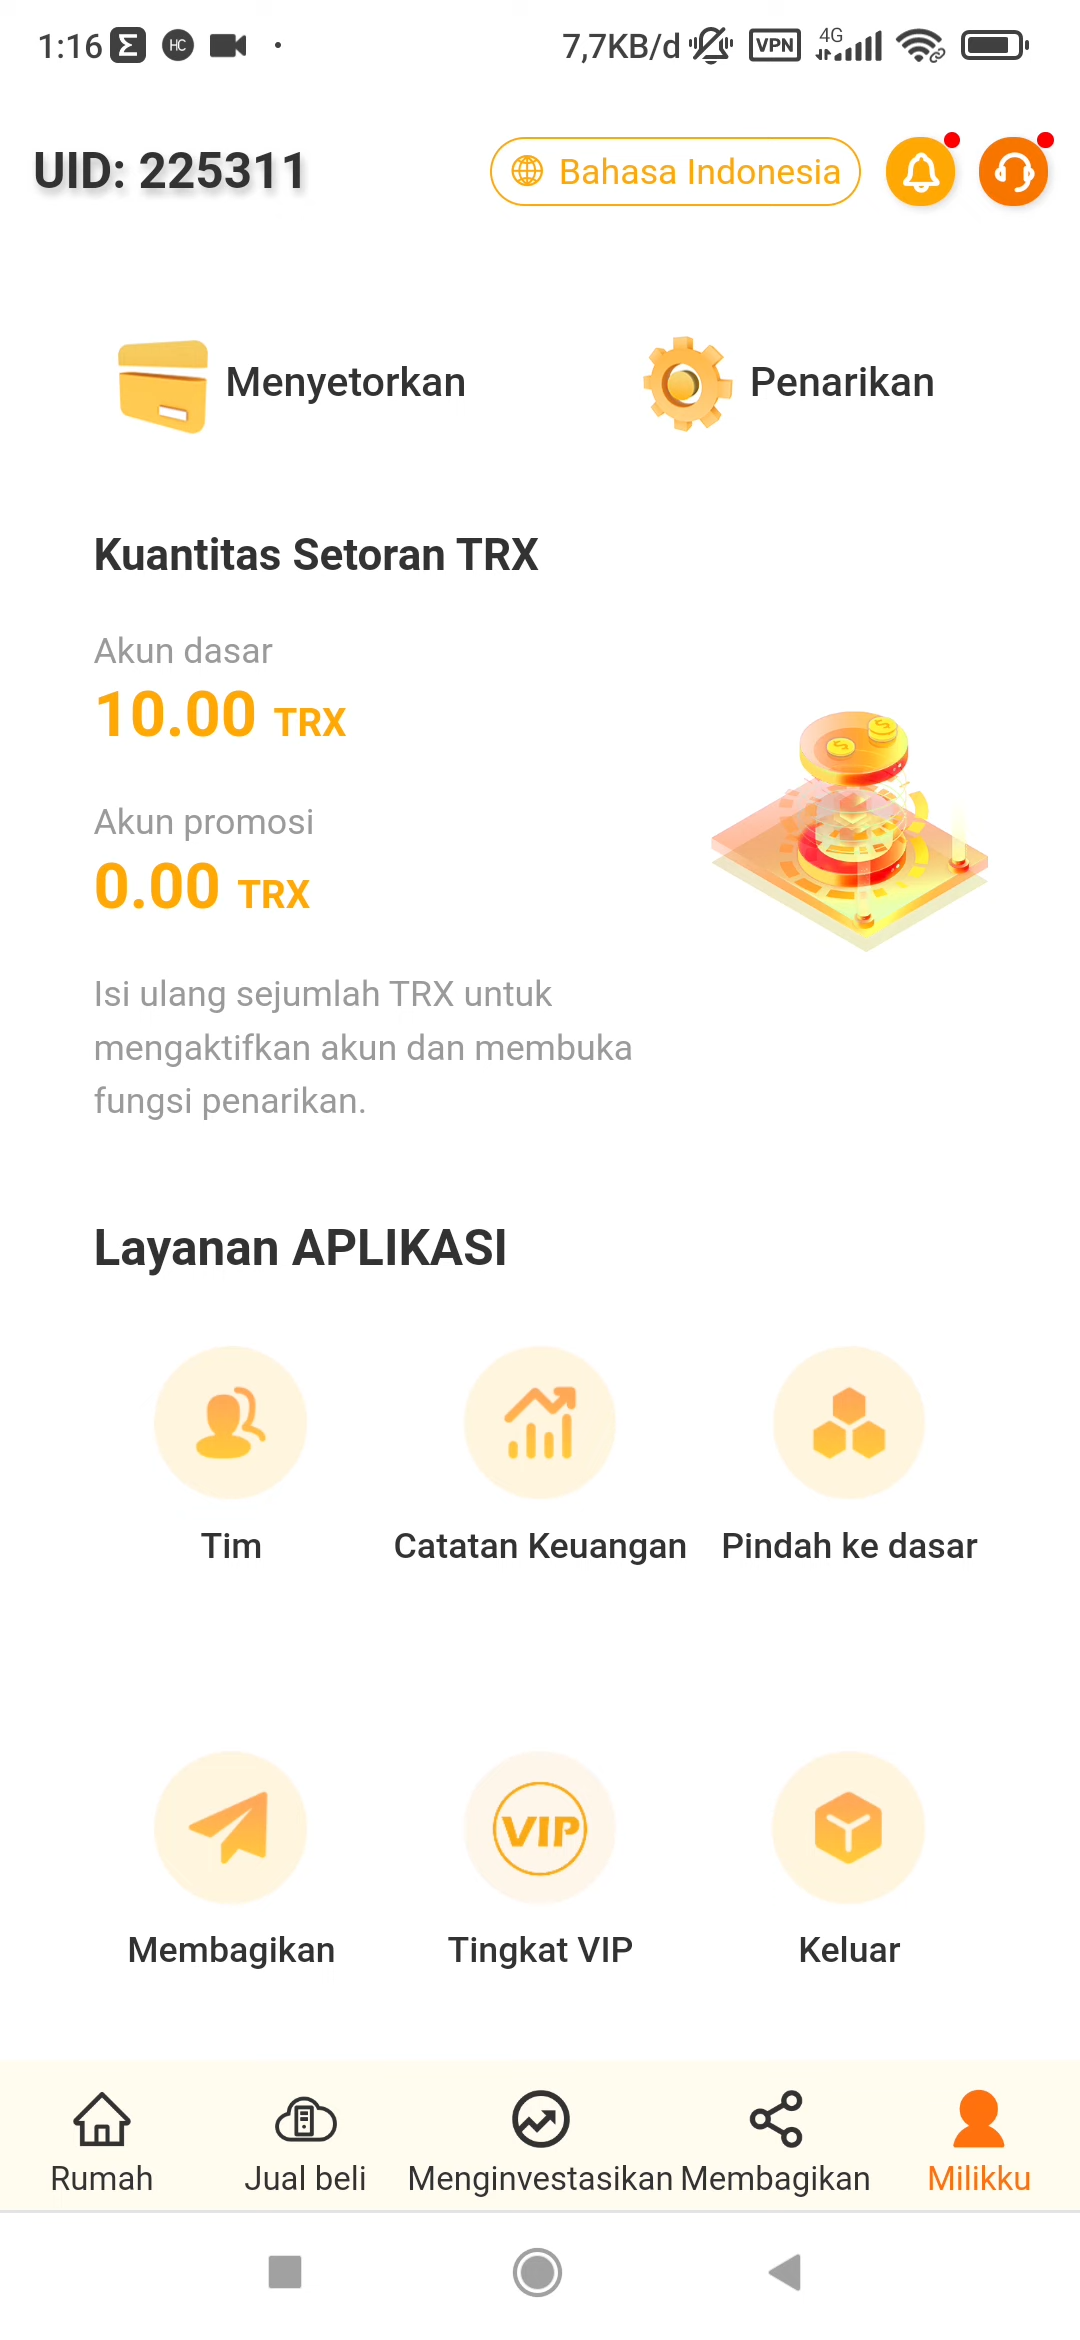 1:16
HC
7,7KB/d
VPN
4G
UID: 225311
Bahasa Indonesia
Menyetorkan
Penarikan
Kuantitas Setoran TRX
Akun dasar
10.00 TRX
Akun promosi
0.00 TRX
Isi ulang sejumlah TRX untuk
mengaktifkan akun dan membuka
fungsi penarikan.
Layanan APLIKASI
Tim
Catatan Keuangan
Pindah ke dasar
VIP
Membagikan
Tingkat VIP
Keluar
Rumah
Jual beli
Menginvestasikan
Membagikan
Milikku